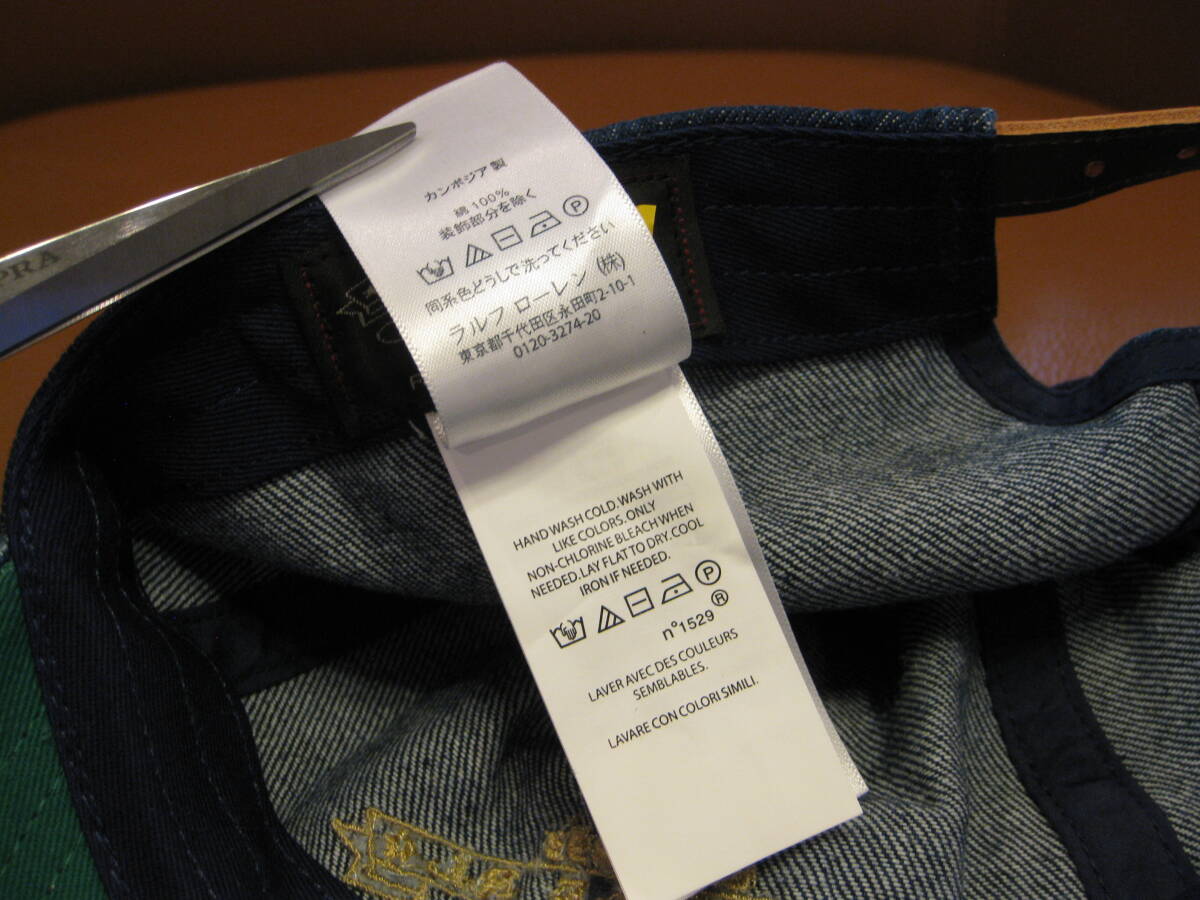 PRA
カンボジア 製
綿 100%
装飾部分を除く
P
同系色どうしで洗ってください
ラルフ ローレン (株)
東京都千代田区永田町2-10-1
0120-3274-20
HAND WASH COLD. WASH WITH
LIKE COLORS. ONLY
NON-CHLORINE BLEACH WHEN
NEEDED. LAY FLAT TO DRY. COOL
IRON IF NEEDED.
P
n°1529 ®
LAVER AVEC DES COULEURS
SEMBLABLES.
LAVARE CON COLORI SIMILI.